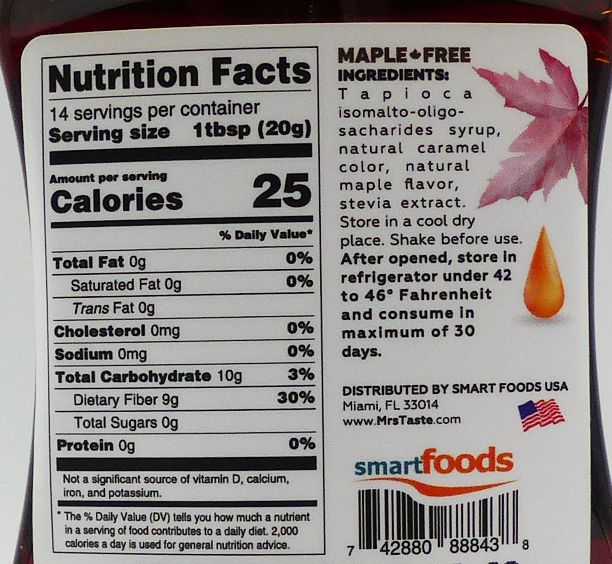 Nutrition Facts
14 servings per container
Serving size 1tbsp (20g)
Amount per serving
Calories 25
% Daily Value*
Total Fat 0g 0%
Saturated Fat 0g 0%
Trans Fat 0g
Cholesterol 0mg 0%
Sodium 0mg 0%
Total Carbohydrate 10g 3%
Dietary Fiber 9g 30%
Total Sugars 0g
Protein 0g 0%
Not a significant source of vitamin D, calcium,
iron, and potassium.
* The % Daily Value (DV) tells you how much a nutrient
in a serving of food contributes to a daily diet. 2,000
calories a day is used for general nutrition advice.
MAPLE FREE
INGREDIENTS:
Tapioca
isomalto-oligo-
sacharides syrup,
natural caramel
color, natural
maple flavor,
stevia extract.
Store in a cool dry
place. Shake before use.
After opened, store in
refrigerator under 42
to 46° Fahrenheit
and consume in
maximum of 30
days.
DISTRIBUTED BY SMART FOODS USA
Miami, FL 33014
www.MrsTaste.com
smartfoods
7 42880 88843 8